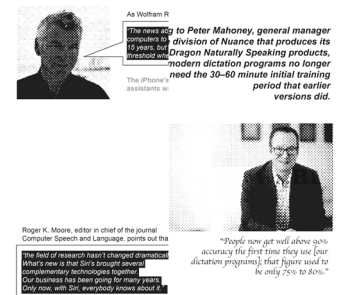 As Wolfram R
"The news ab
computers to
15 years, but
threshold whe
The iPhone's
assistants wi
g to Peter Mahoney, general manager
division of Nuance that produces its
Dragon Naturally Speaking products,
modern dictation programs no longer
need the 30–60 minute initial training
period that earlier
versions did.
Roger K. Moore, editor in chief of the journal
Computer Speech and Language, points out tha
"the field of research hasn't changed dramaticall
What's new is that Siri's brought several
complementary technologies together.
Our business has been going for many years.
Only now, with Siri, everybody knows about it."
"People now get well above 90%
accuracy the first time they use [our
dictation programs]; that figure used to
be only 75% to 80%."